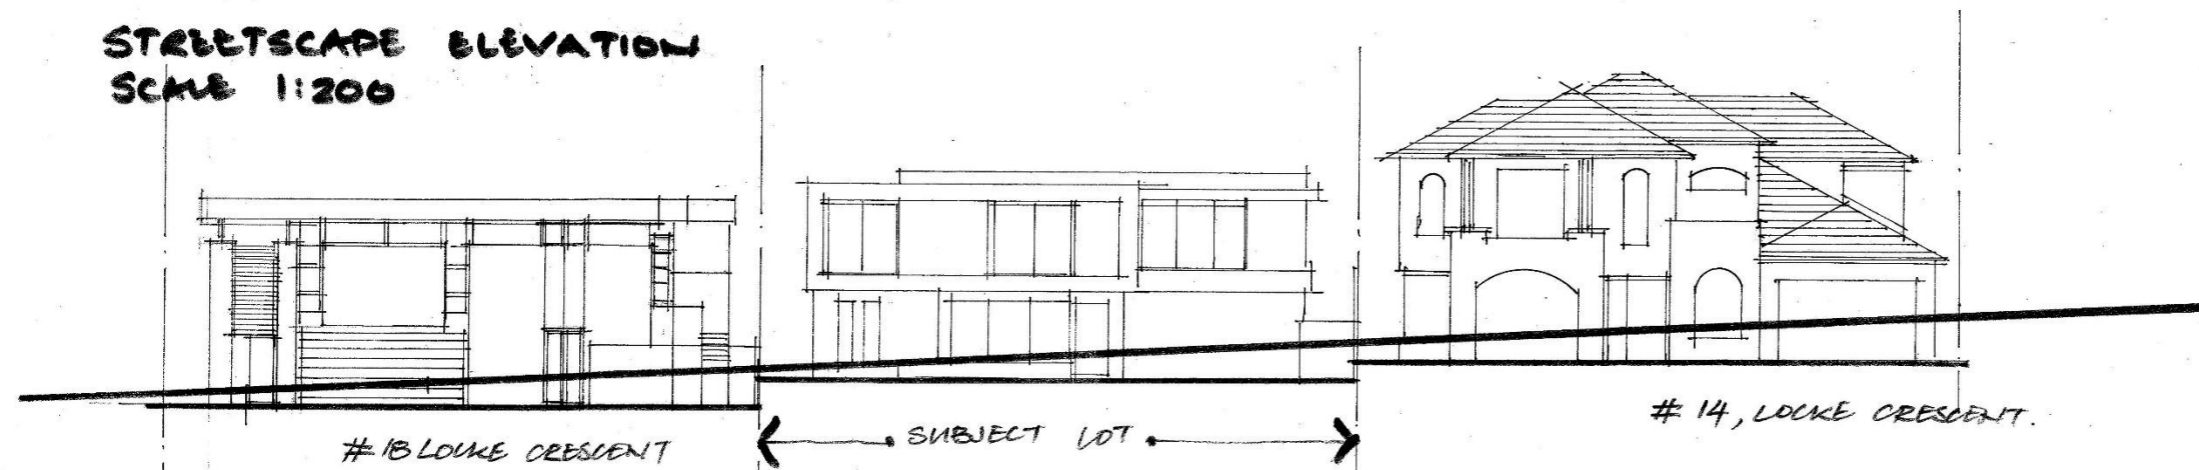 STREETSCAPE ELEVATION
SCALE 1:200
# 18 LOCKE CRESCENT
SUBJECT LOT
# 14, LOCKE CRESCENT.